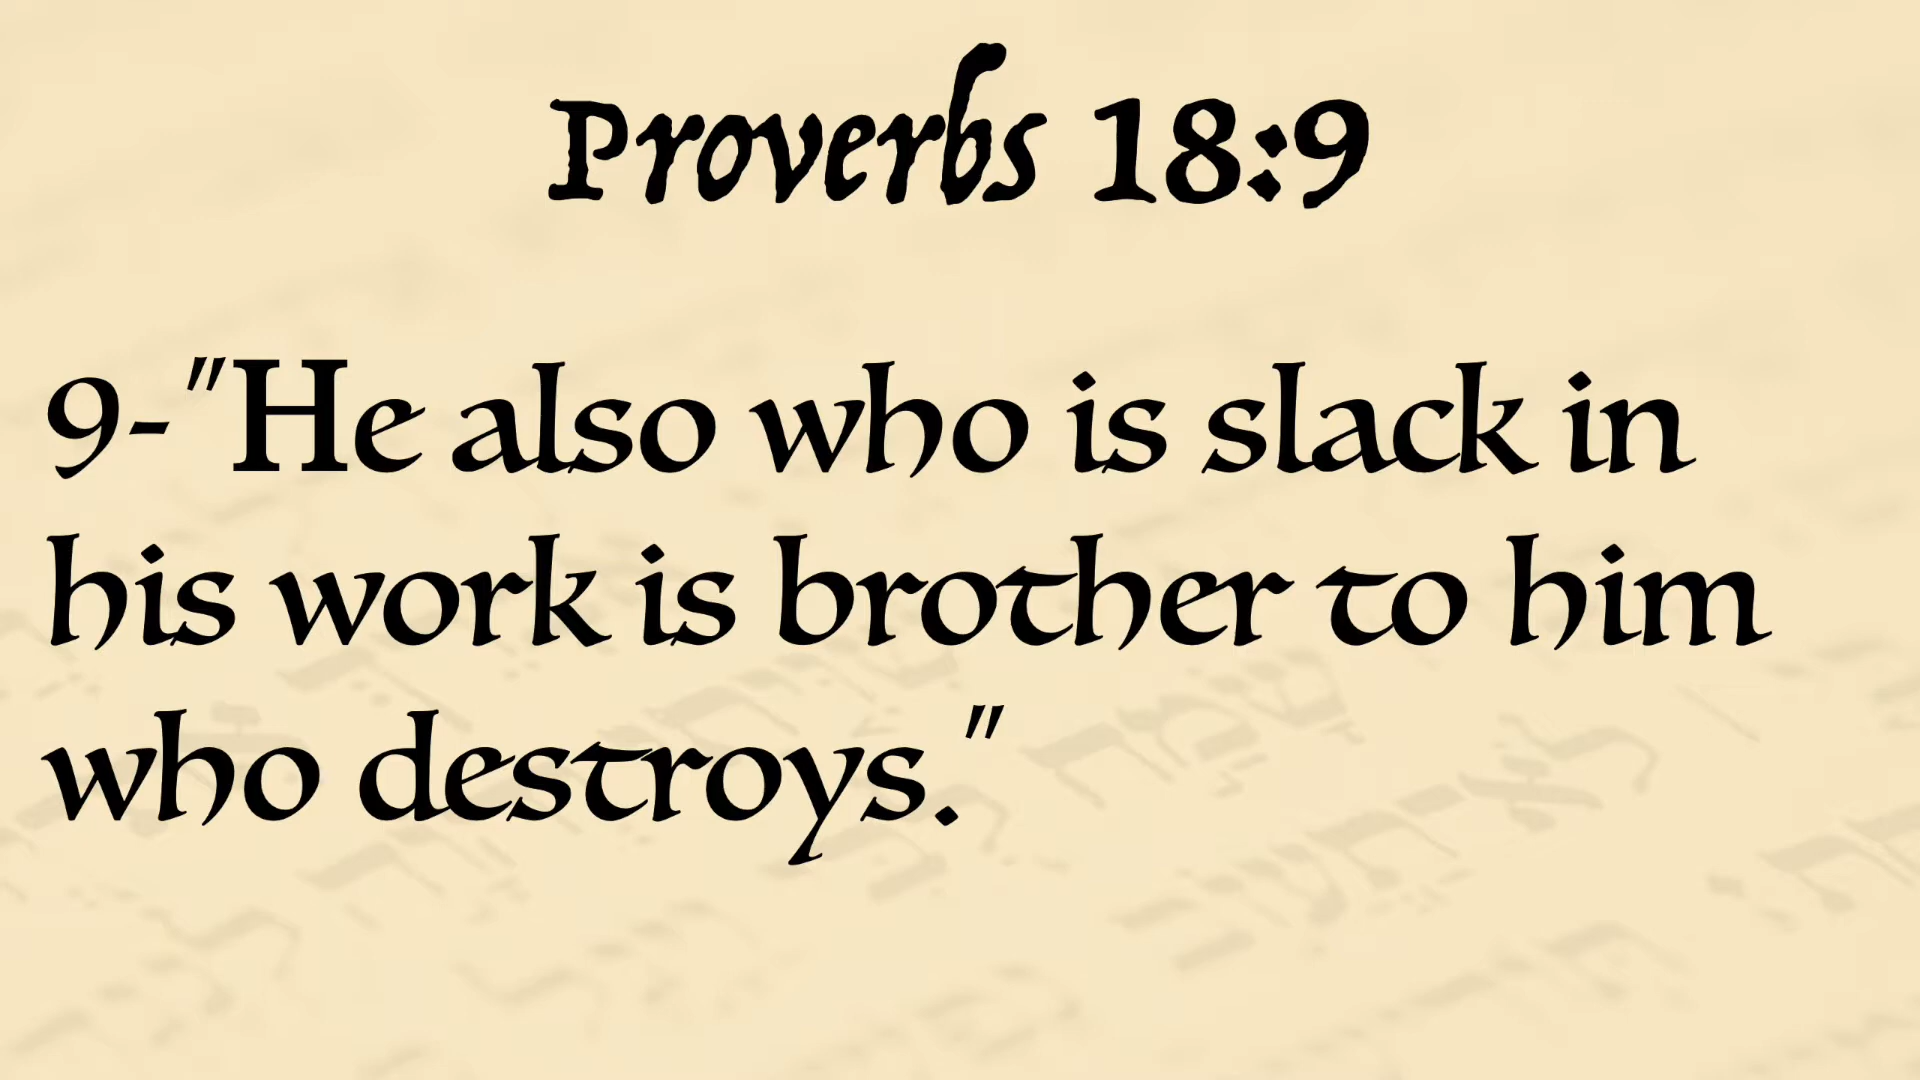 Proverbs 18:9
9-"He also who is slack in
his work is brother to him
who destroys."